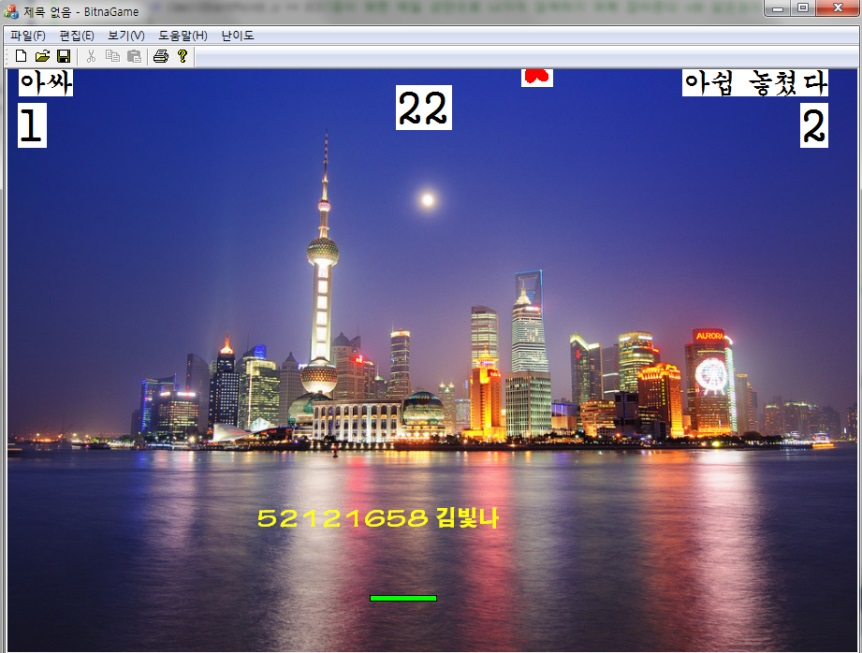 제목 없음 - BitnaGame
파일(F) 편집(E) 보기(V) 도움말(H) 난이도
아싸
22
아쉽 놓쳤다
1
2
AURORA
52121658 김빛나